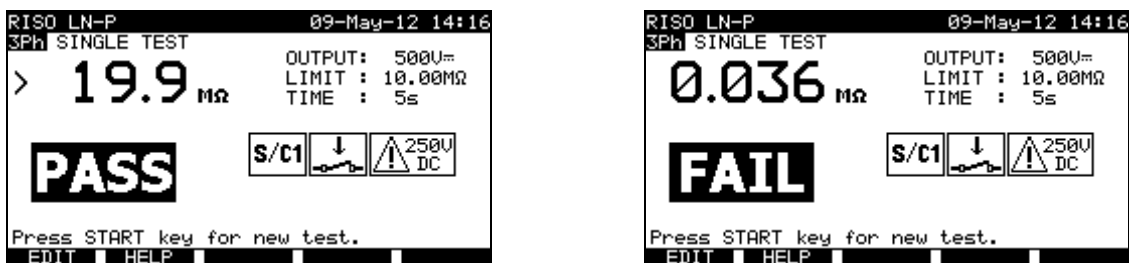 RISO LN-P 09-May-12 14:16
3Ph SINGLE TEST
OUTPUT: 500V⎓
> 19.9 MΩ
LIMIT : 10.00MΩ
TIME : 5s
PASS
S/C1
250V
DC
Press START key for new test.
EDIT HELP
RISO LN-P 09-May-12 14:16
3Ph SINGLE TEST
OUTPUT: 500V⎓
0.036 MΩ
LIMIT : 10.00MΩ
TIME : 5s
FAIL
S/C1
250V
DC
Press START key for new test.
EDIT HELP